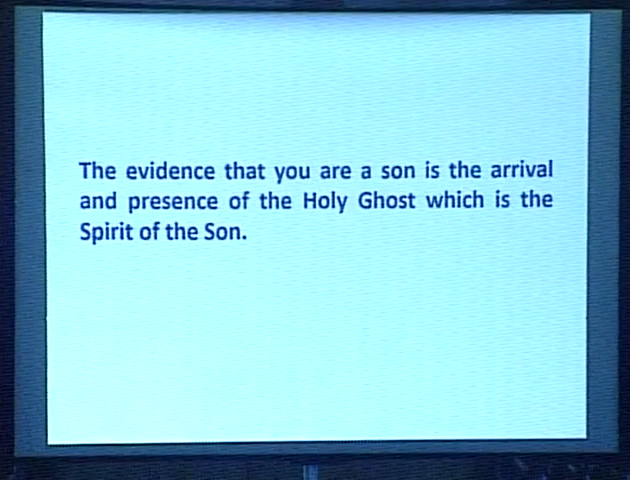 The evidence that you are a son is the arrival
and presence of the Holy Ghost which is the
Spirit of the Son.